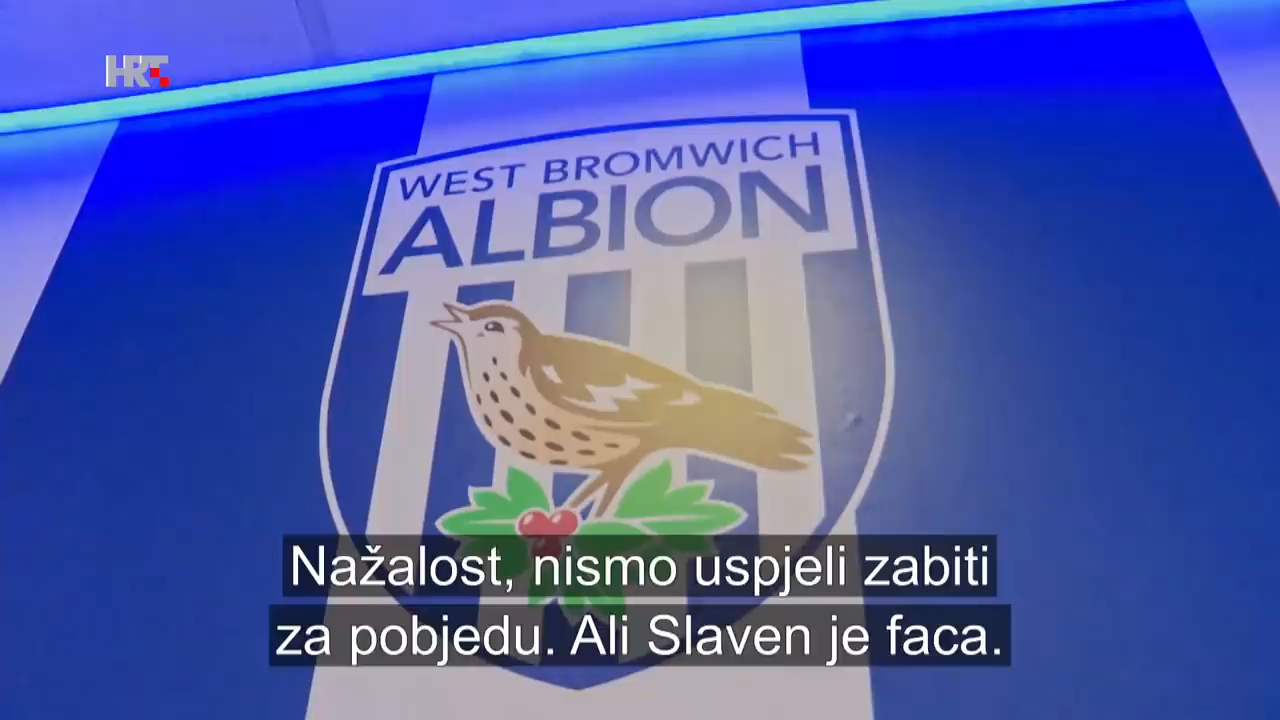 HRT
WEST BROMWICH
ALBION
Nažalost, nismo uspjeli zabiti
za pobjedu. Ali Slaven je faca.